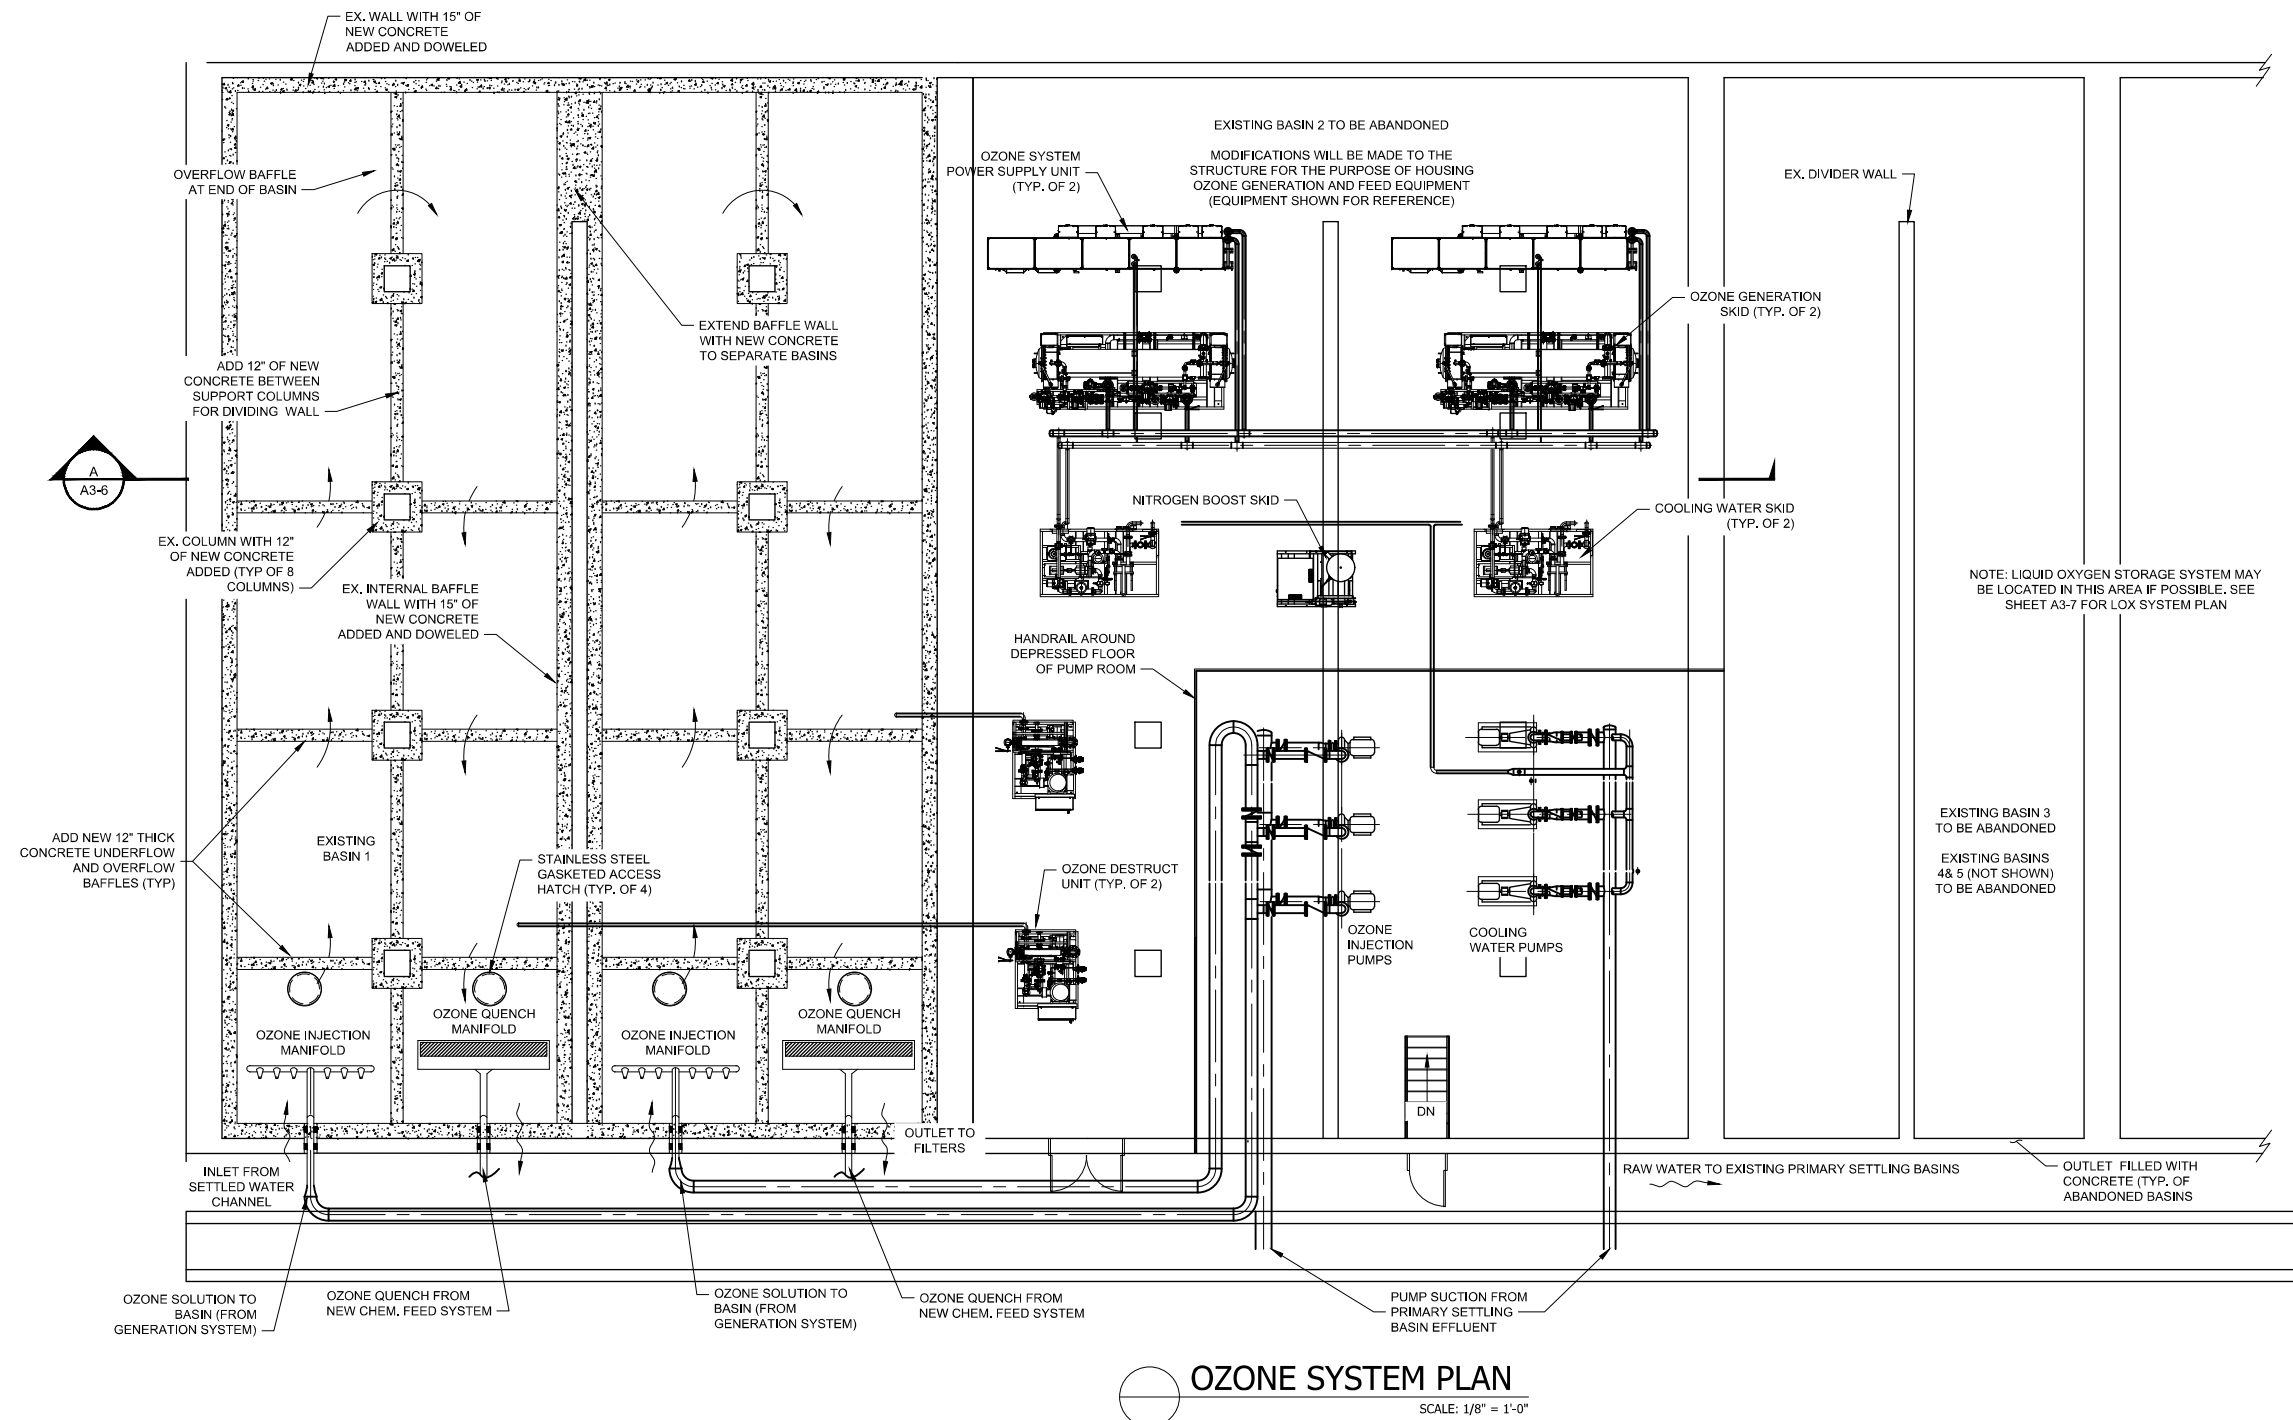 EX. WALL WITH 15" OF
NEW CONCRETE
ADDED AND DOWELED
OVERFLOW BAFFLE
AT END OF BASIN
OZONE SYSTEM
POWER SUPPLY UNIT
(TYP. OF 2)
EXISTING BASIN 2 TO BE ABANDONED
MODIFICATIONS WILL BE MADE TO THE
STRUCTURE FOR THE PURPOSE OF HOUSING
OZONE GENERATION AND FEED EQUIPMENT
(EQUIPMENT SHOWN FOR REFERENCE)
EX. DIVIDER WALL
OZONE GENERATION
SKID (TYP. OF 2)
EXTEND BAFFLE WALL
WITH NEW CONCRETE
TO SEPARATE BASINS
ADD 12" OF NEW
CONCRETE BETWEEN
SUPPORT COLUMNS
FOR DIVIDING WALL
A
A3-6
NITROGEN BOOST SKID
COOLING WATER SKID
(TYP. OF 2)
EX. COLUMN WITH 12"
OF NEW CONCRETE
ADDED (TYP OF 8
COLUMNS)
EX. INTERNAL BAFFLE
WALL WITH 15" OF
NEW CONCRETE
ADDED AND DOWELED
NOTE: LIQUID OXYGEN STORAGE SYSTEM MAY
BE LOCATED IN THIS AREA IF POSSIBLE. SEE
SHEET A3-7 FOR LOX SYSTEM PLAN
HANDRAIL AROUND
DEPRESSED FLOOR
OF PUMP ROOM
ADD NEW 12" THICK
CONCRETE UNDERFLOW
AND OVERFLOW
BAFFLES (TYP)
EXISTING
BASIN 1
STAINLESS STEEL
GASKETED ACCESS
HATCH (TYP. OF 4)
OZONE DESTRUCT
UNIT (TYP. OF 2)
EXISTING BASIN 3
TO BE ABANDONED
EXISTING BASINS
4& 5 (NOT SHOWN)
TO BE ABANDONED
OZONE
INJECTION
PUMPS
COOLING
WATER PUMPS
OZONE INJECTION
MANIFOLD
OZONE QUENCH
MANIFOLD
OZONE INJECTION
MANIFOLD
OZONE QUENCH
MANIFOLD
DN
OUTLET TO
FILTERS
INLET FROM
SETTLED WATER
CHANNEL
RAW WATER TO EXISTING PRIMARY SETTLING BASINS
OUTLET FILLED WITH
CONCRETE (TYP. OF
ABANDONED BASINS
OZONE SOLUTION TO
BASIN (FROM
GENERATION SYSTEM)
OZONE QUENCH FROM
NEW CHEM. FEED SYSTEM
OZONE SOLUTION TO
BASIN (FROM
GENERATION SYSTEM)
OZONE QUENCH FROM
NEW CHEM. FEED SYSTEM
PUMP SUCTION FROM
PRIMARY SETTLING
BASIN EFFLUENT
OZONE SYSTEM PLAN
SCALE: 1/8" = 1'-0"